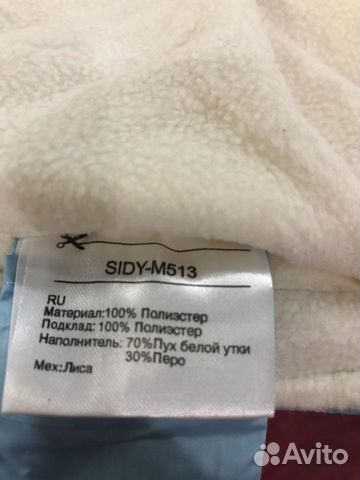 SIDY-M513
RU
Материал:100% Полиэстер
Подклад: 100% Полиэстер
Наполнитель: 70%Пух белой утки
30%Перо
Мех:Лиса
Avito